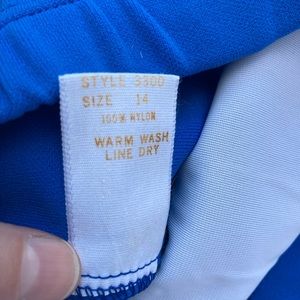 STYLE 3300
SIZE 14
100% NYLON
WARM WASH
LINE DRY